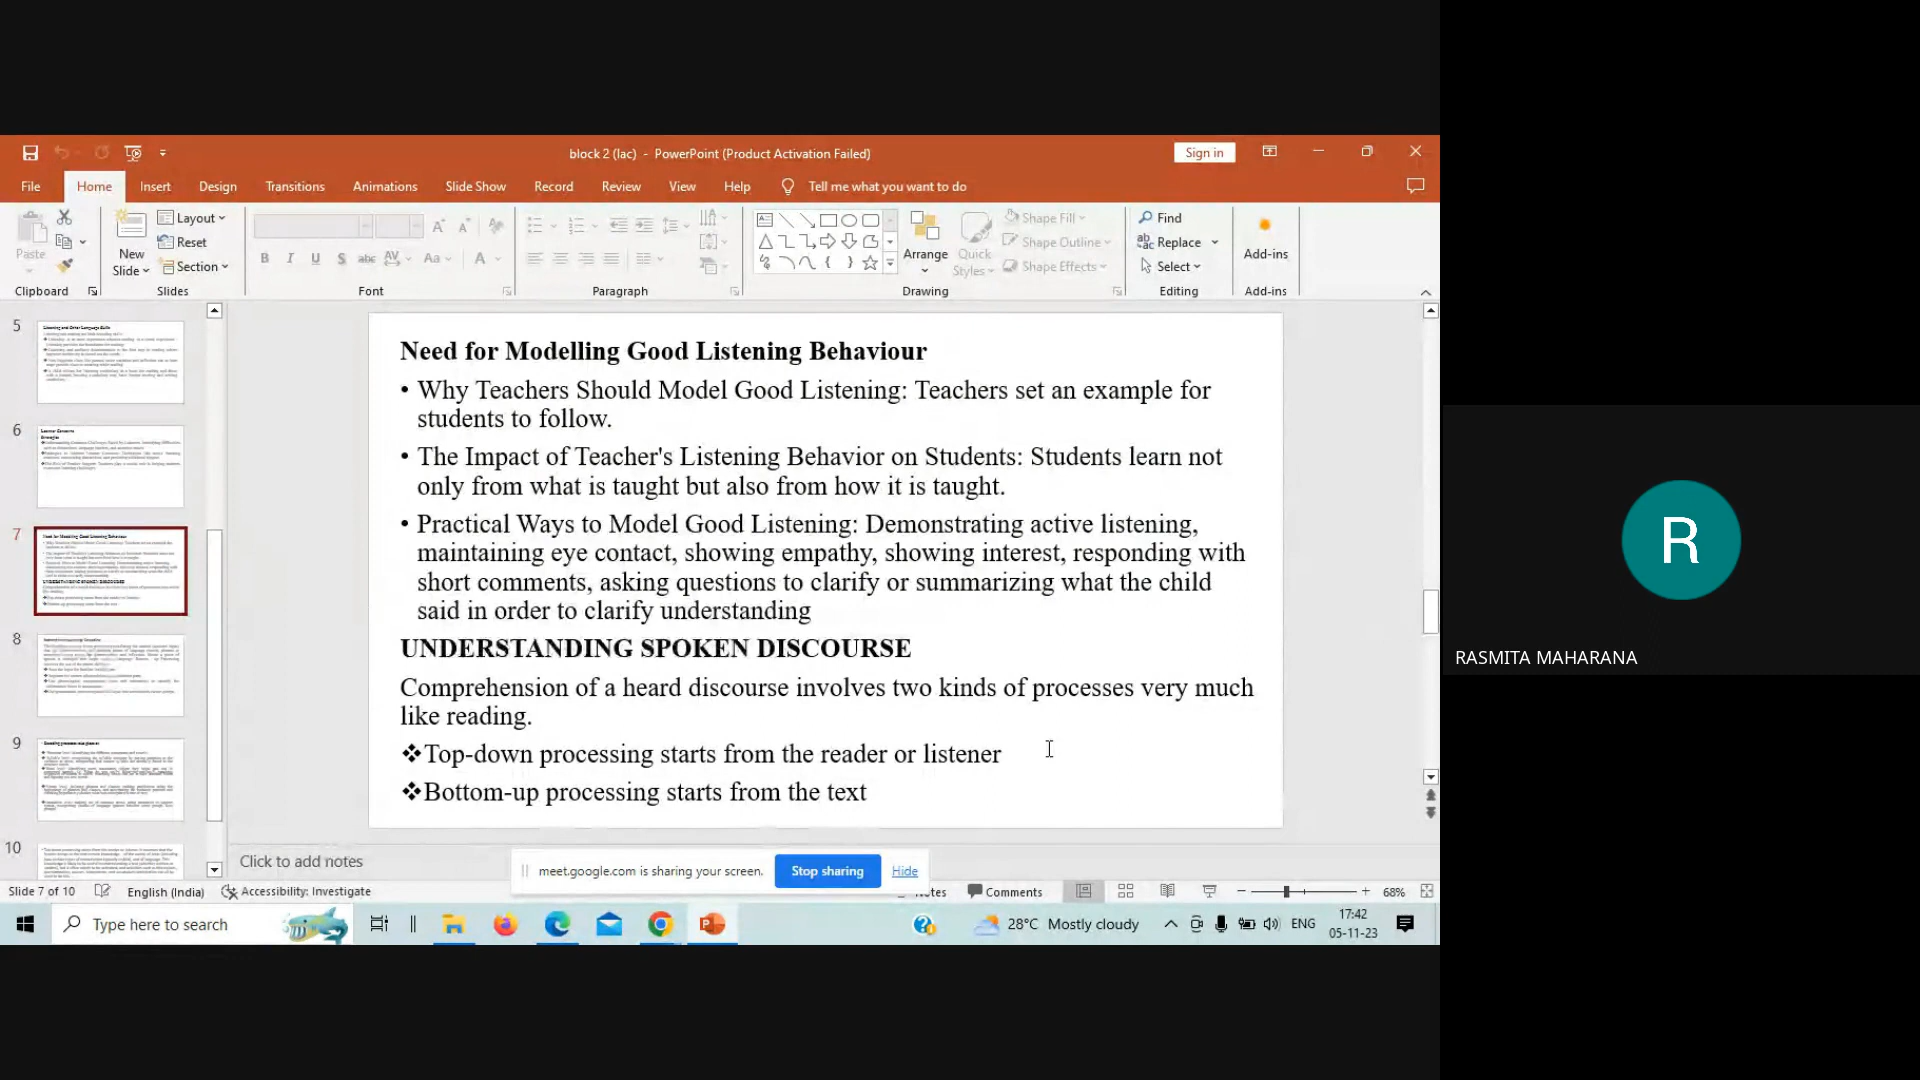 block 2 (lac) - PowerPoint (Product Activation Failed)
Sign in
File Home Insert Design Transitions Animations Slide Show Record Review View Help Tell me what you want to do
Paste
Clipboard
New Slide
Layout
Reset
Section
Slides
Font
Paragraph
Arrange
Quick Styles
Shape Fill
Shape Outline
Shape Effects
Drawing
Find
Replace
Select
Editing
Add-ins
Add-ins
5
6
7
8
9
10
Need for Modelling Good Listening Behaviour
• Why Teachers Should Model Good Listening: Teachers set an example for
students to follow.
• The Impact of Teacher's Listening Behavior on Students: Students learn not
only from what is taught but also from how it is taught.
• Practical Ways to Model Good Listening: Demonstrating active listening,
maintaining eye contact, showing empathy, showing interest, responding with
short comments, asking questions to clarify or summarizing what the child
said in order to clarify understanding
UNDERSTANDING SPOKEN DISCOURSE
Comprehension of a heard discourse involves two kinds of processes very much
like reading.
❖Top-down processing starts from the reader or listener
❖Bottom-up processing starts from the text
Click to add notes
meet.google.com is sharing your screen. Stop sharing Hide
Slide 7 of 10 English (India) Accessibility: Investigate Comments 68%
Type here to search
28°C Mostly cloudy ENG
17:42
05-11-23
R
RASMITA MAHARANA